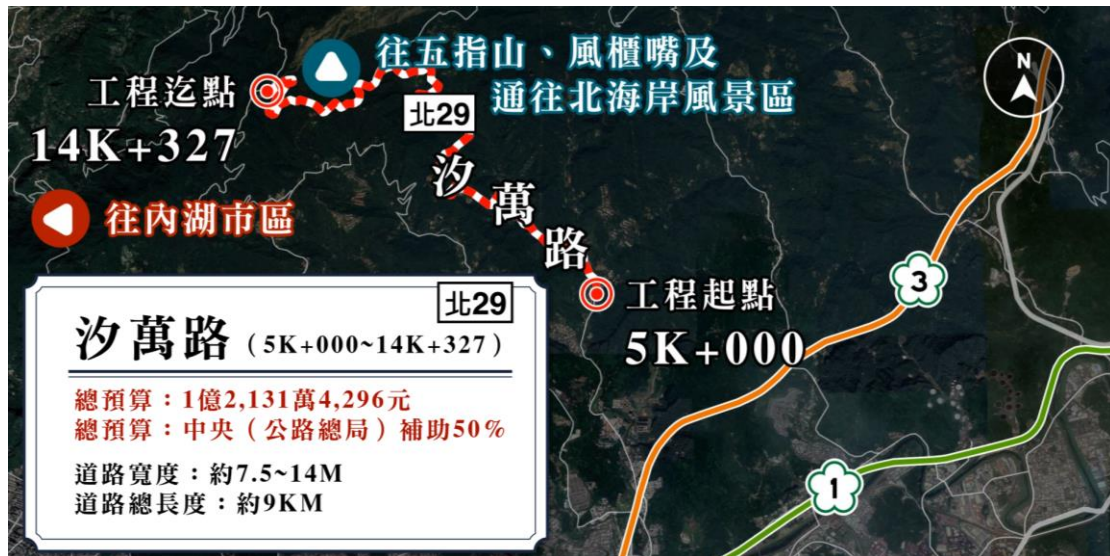 往五指山、風櫃嘴及
通往北海岸風景區
N
工程迄點
14K+327
北29
汐萬路
往內湖市區
3
工程起點
5K+000
北29
汐萬路（5K+000~14K+327）
總預算：1億2,131萬4,296元
總預算：中央（公路總局）補助50%
道路寬度：約7.5~14M
道路總長度：約9KM
1